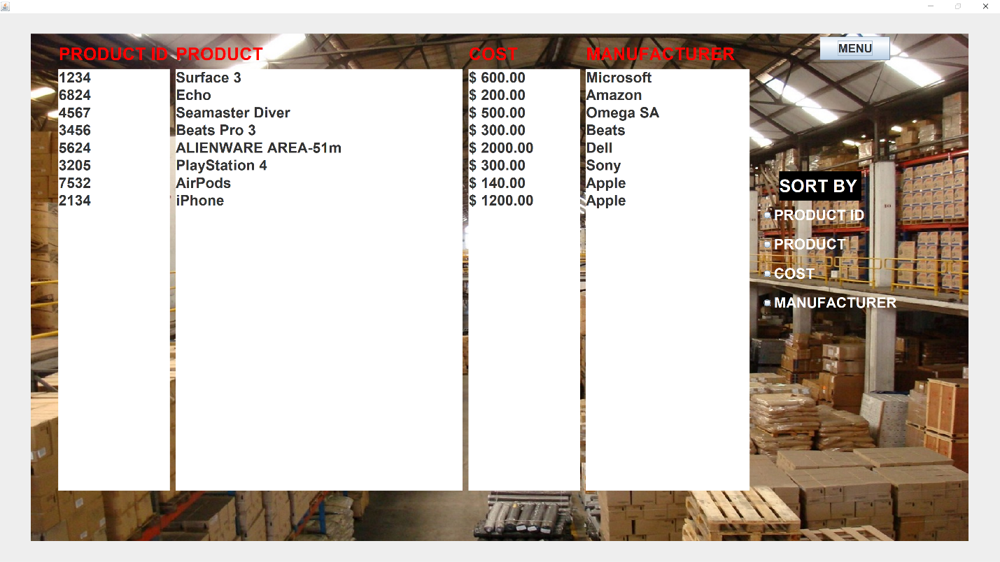 PRODUCT ID PRODUCT COST MANUFACTURER
MENU
1234 Surface 3 $ 600.00 Microsoft
6824 Echo $ 200.00 Amazon
4567 Seamaster Diver $ 500.00 Omega SA
3456 Beats Pro 3 $ 300.00 Beats
5624 ALIENWARE AREA-51m $ 2000.00 Dell
3205 PlayStation 4 $ 300.00 Sony
7532 AirPods $ 140.00 Apple
2134 iPhone $ 1200.00 Apple
SORT BY
PRODUCT ID
PRODUCT
COST
MANUFACTURER